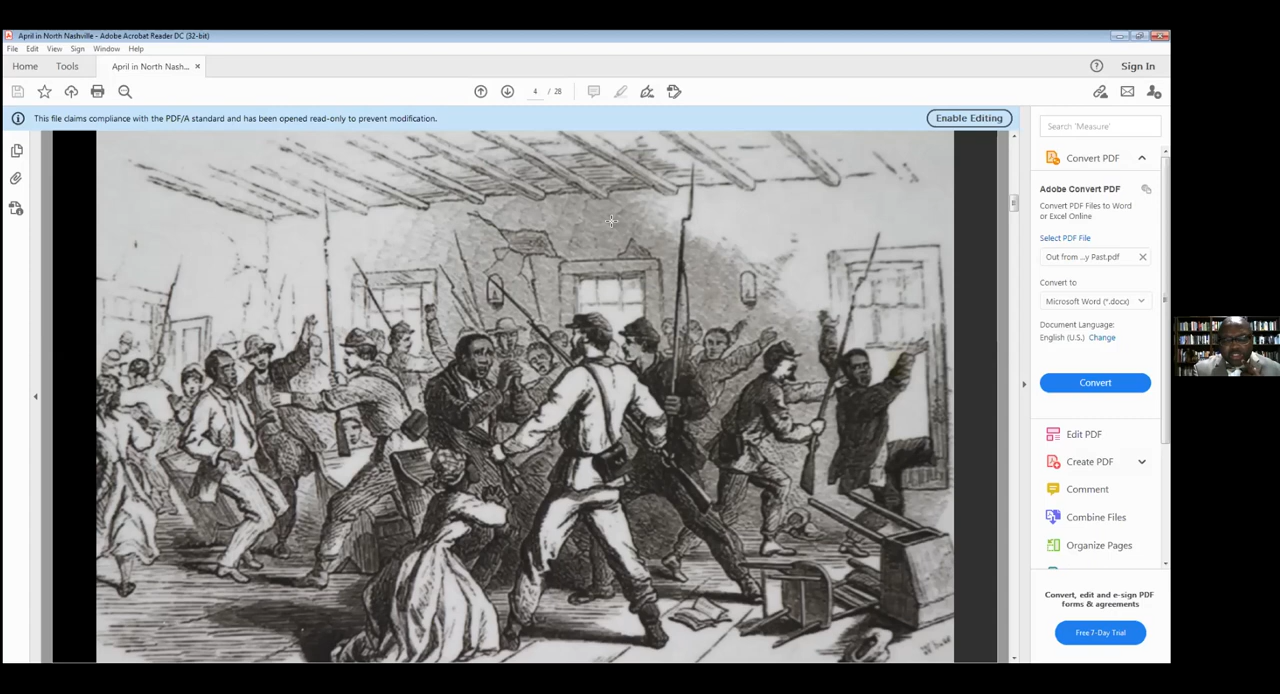 April in North Nashville - Adobe Acrobat Reader DC (32-bit)
File Edit View Sign Window Help
Home Tools April in North Nash... × Sign In
4 / 28
This file claims compliance with the PDF/A standard and has been opened read-only to prevent modification. Enable Editing
Search 'Measure'
Convert PDF
Adobe Convert PDF
Convert PDF Files to Word
or Excel Online
Select PDF File
Out from ...y Past.pdf
Convert to
Microsoft Word (*.docx)
Document Language:
English (U.S.) Change
Convert
Edit PDF
Create PDF
Comment
Combine Files
Organize Pages
Convert, edit and e-sign PDF
forms & agreements
Free 7-Day Trial